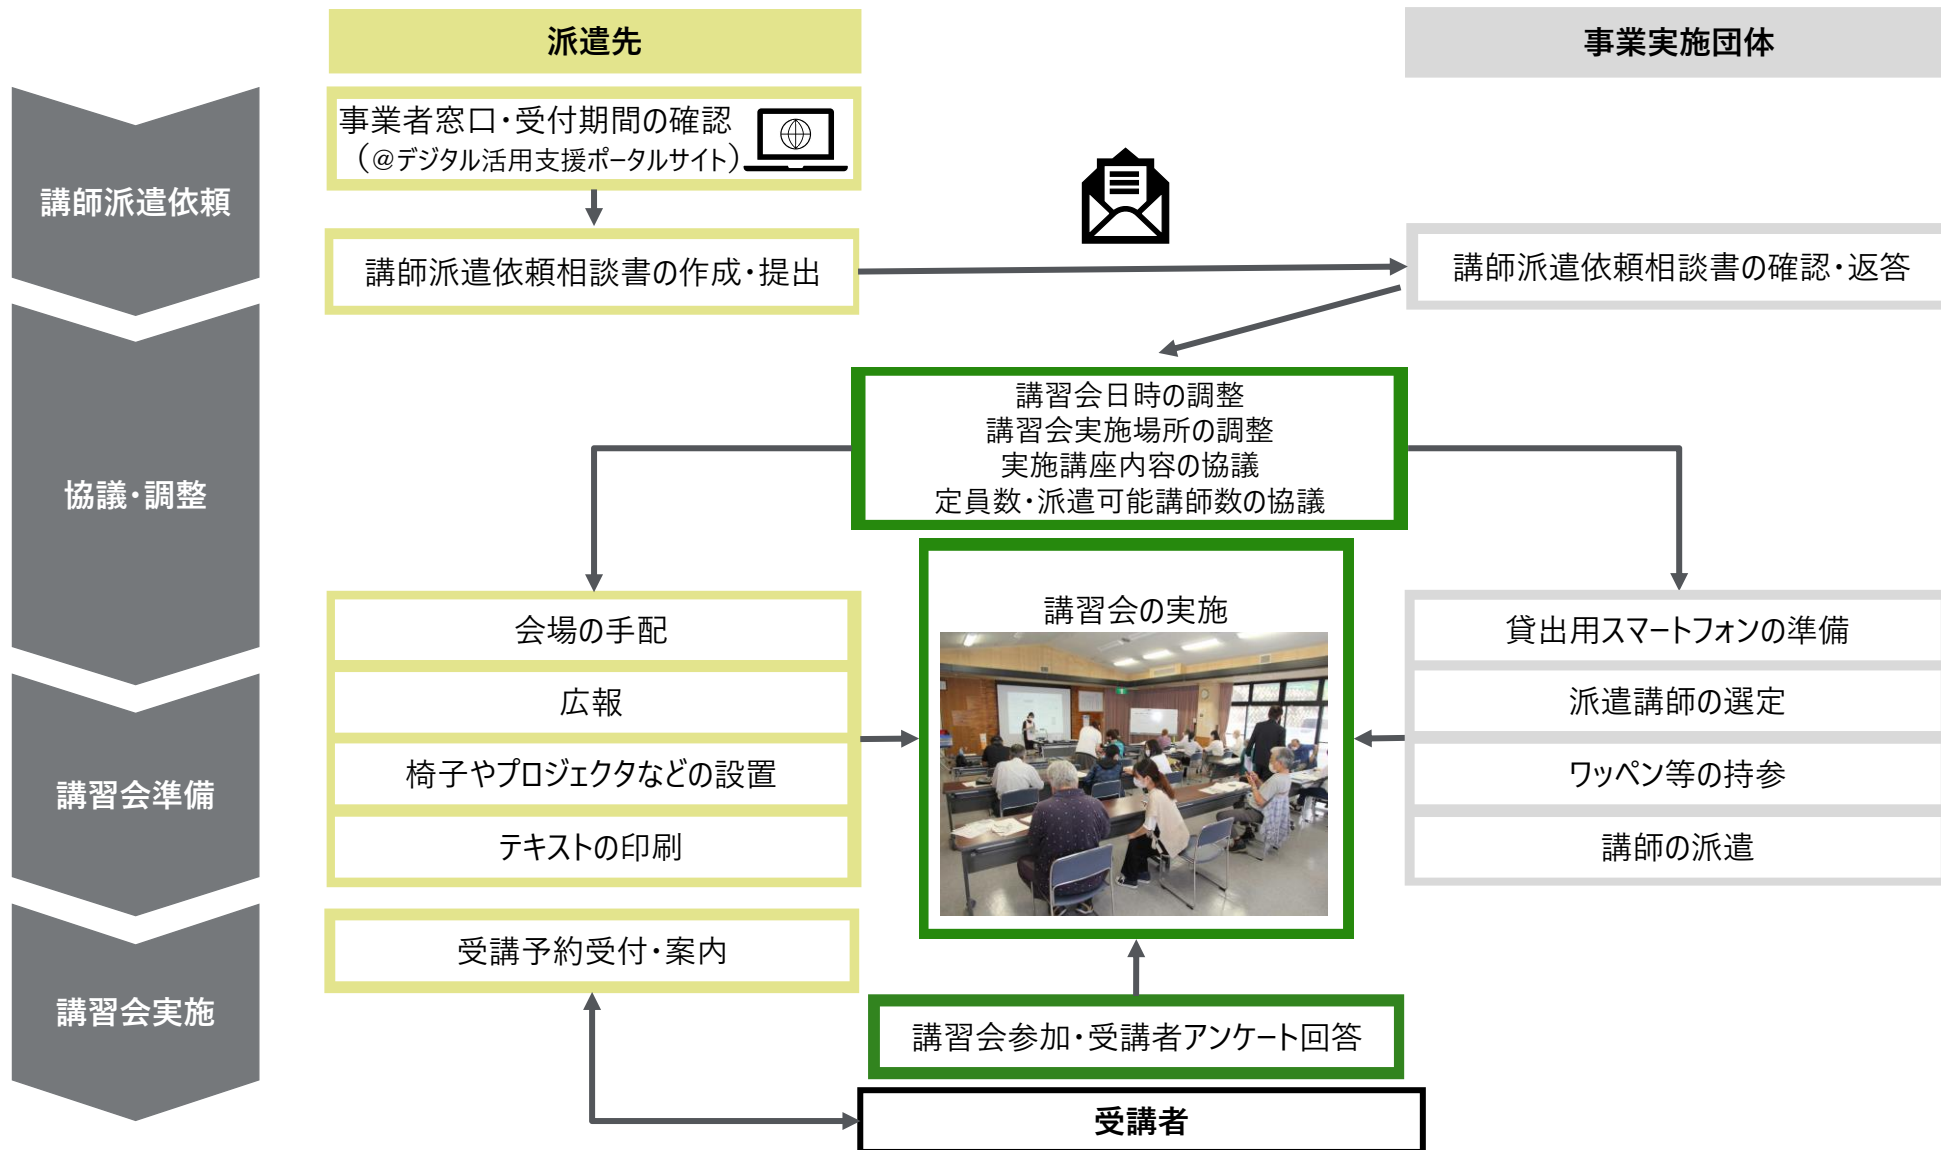 派遣先
事業実施団体
講師派遣依頼
事業者窓口・受付期間の確認
（@デジタル活用支援ポータルサイト）
講師派遣依頼相談書の作成・提出
講師派遣依頼相談書の確認・返答
協議・調整
講習会日時の調整
講習会実施場所の調整
実施講座内容の協議
定員数・派遣可能講師数の協議
会場の手配
広報
椅子やプロジェクタなどの設置
テキストの印刷
講習会の実施
貸出用スマートフォンの準備
派遣講師の選定
ワッペン等の持参
講師の派遣
講習会準備
講習会実施
受講予約受付・案内
講習会参加・受講者アンケート回答
受講者